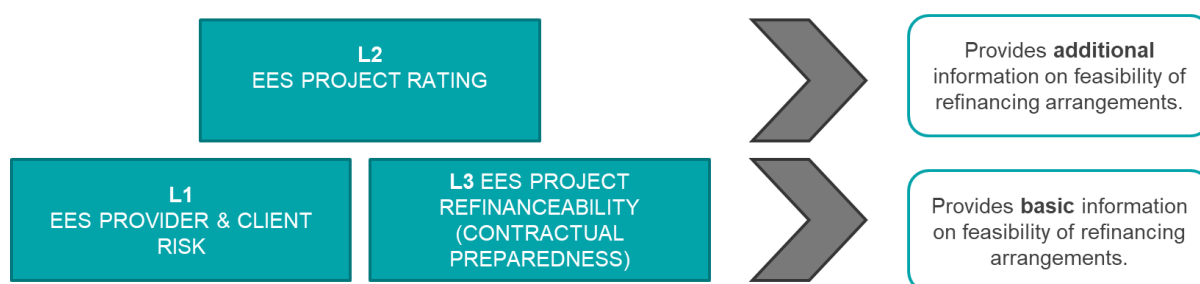 L2
EES PROJECT RATING
Provides additional
information on feasibility of
refinancing arrangements.
L1
EES PROVIDER & CLIENT
RISK
L3 EES PROJECT
REFINANCEABILITY
(CONTRACTUAL
PREPAREDNESS)
Provides basic information
on feasibility of refinancing
arrangements.